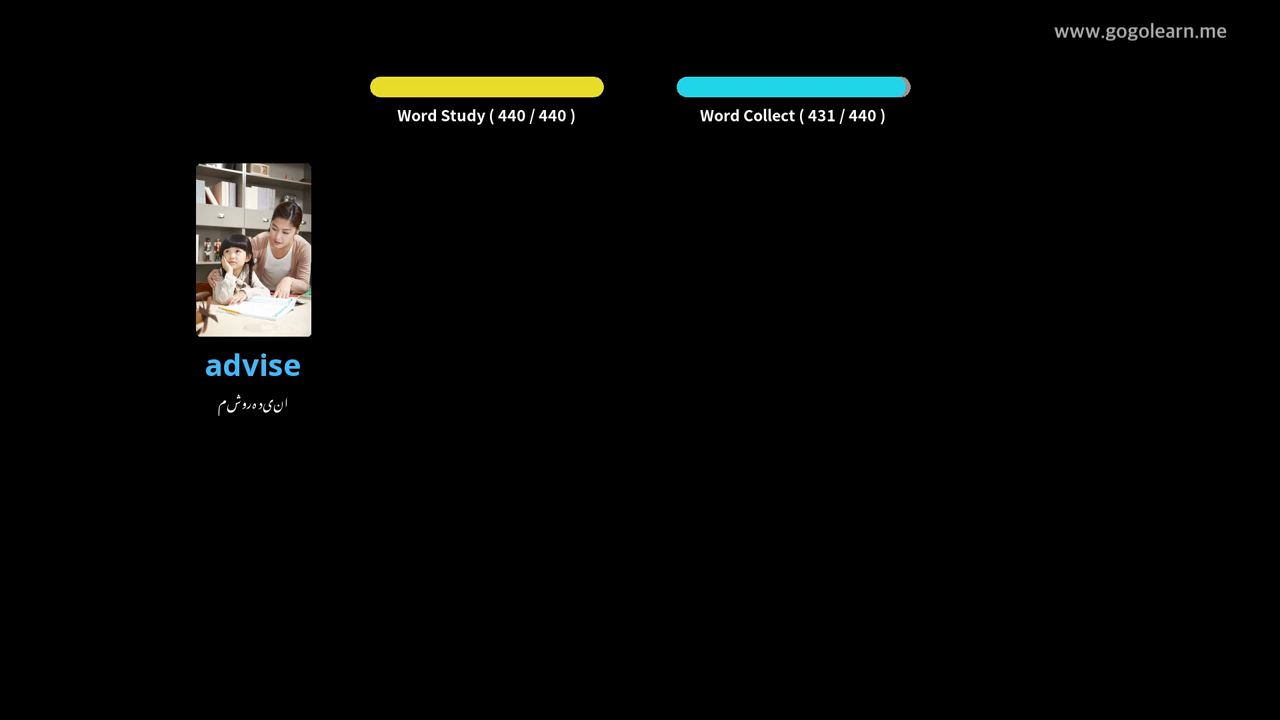 www.gogolearn.me
Word Study ( 440 / 440 )
Word Collect ( 431 / 440 )
advise
مشورہ دینا